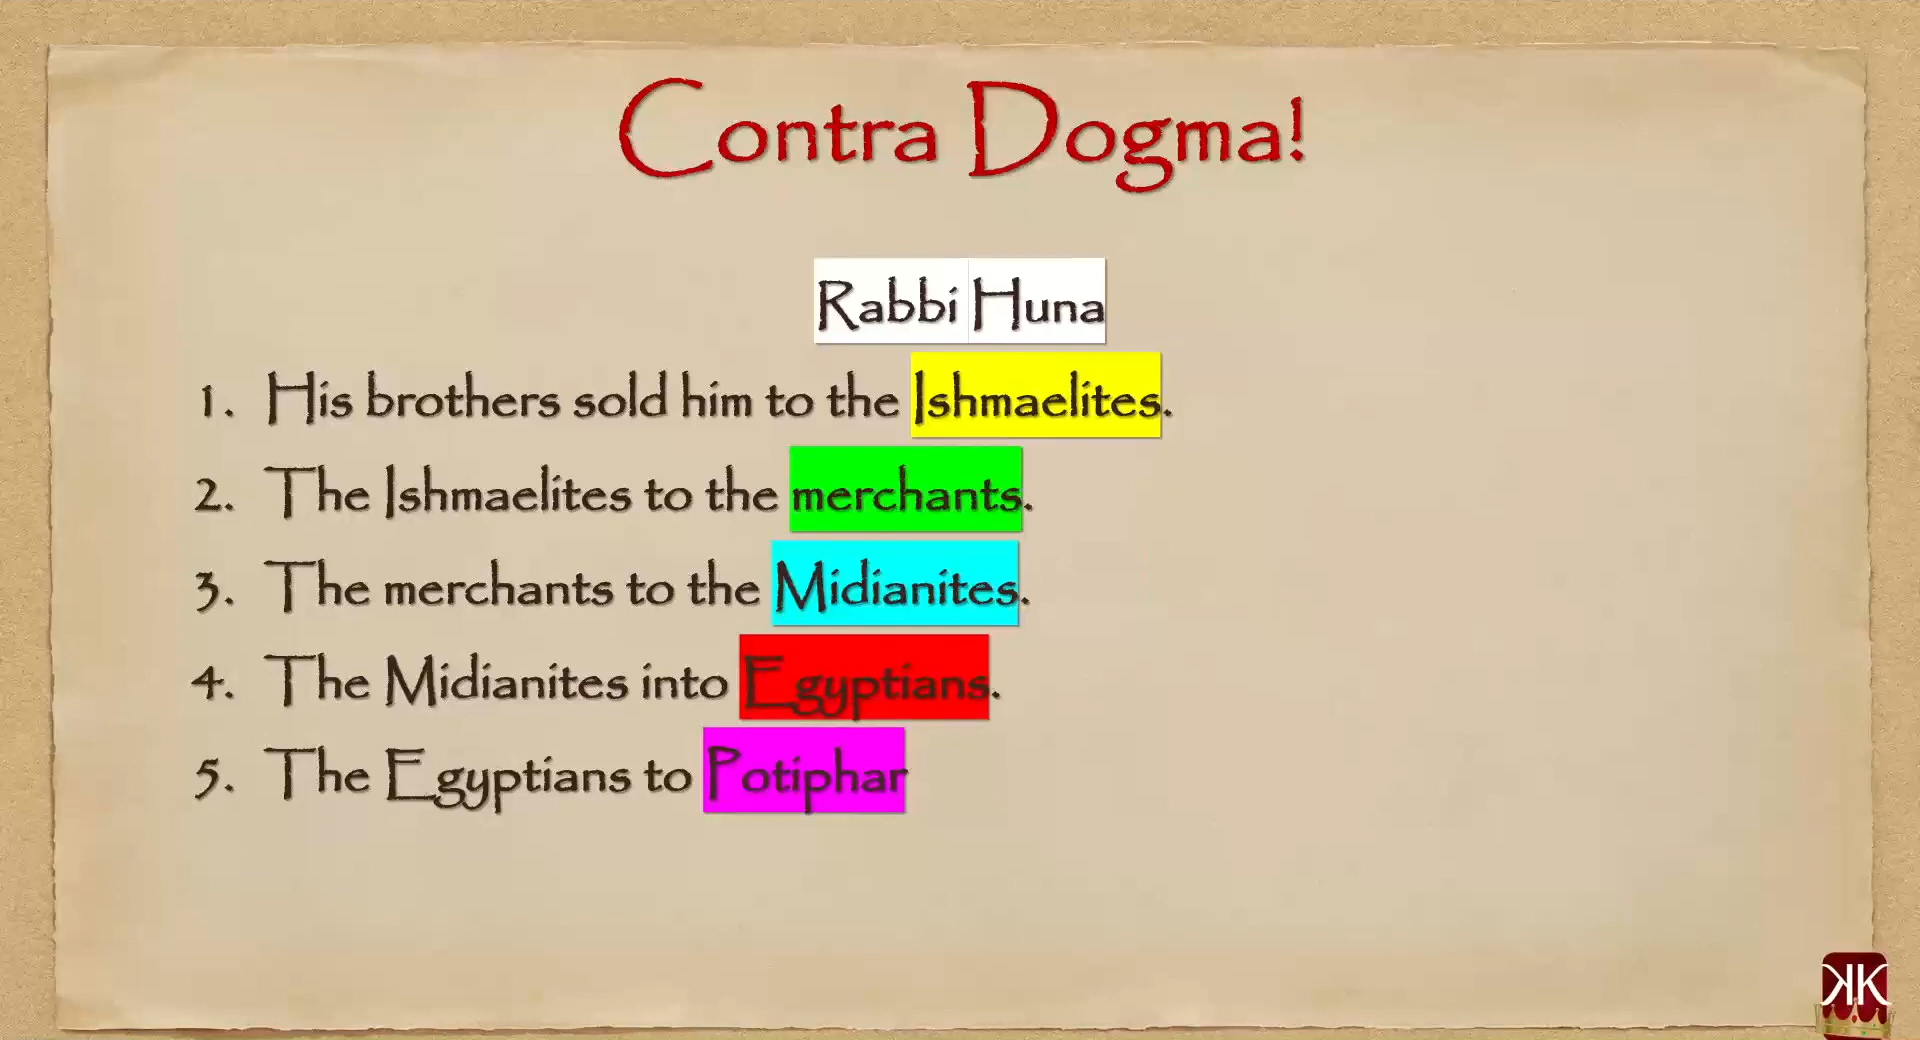 Contra Dogma!
Rabbi Huna
1. His brothers sold him to the Ishmaelites.
2. The Ishmaelites to the merchants.
3. The merchants to the Midianites.
4. The Midianites into Egyptians.
5. The Egyptians to Potiphar
KK